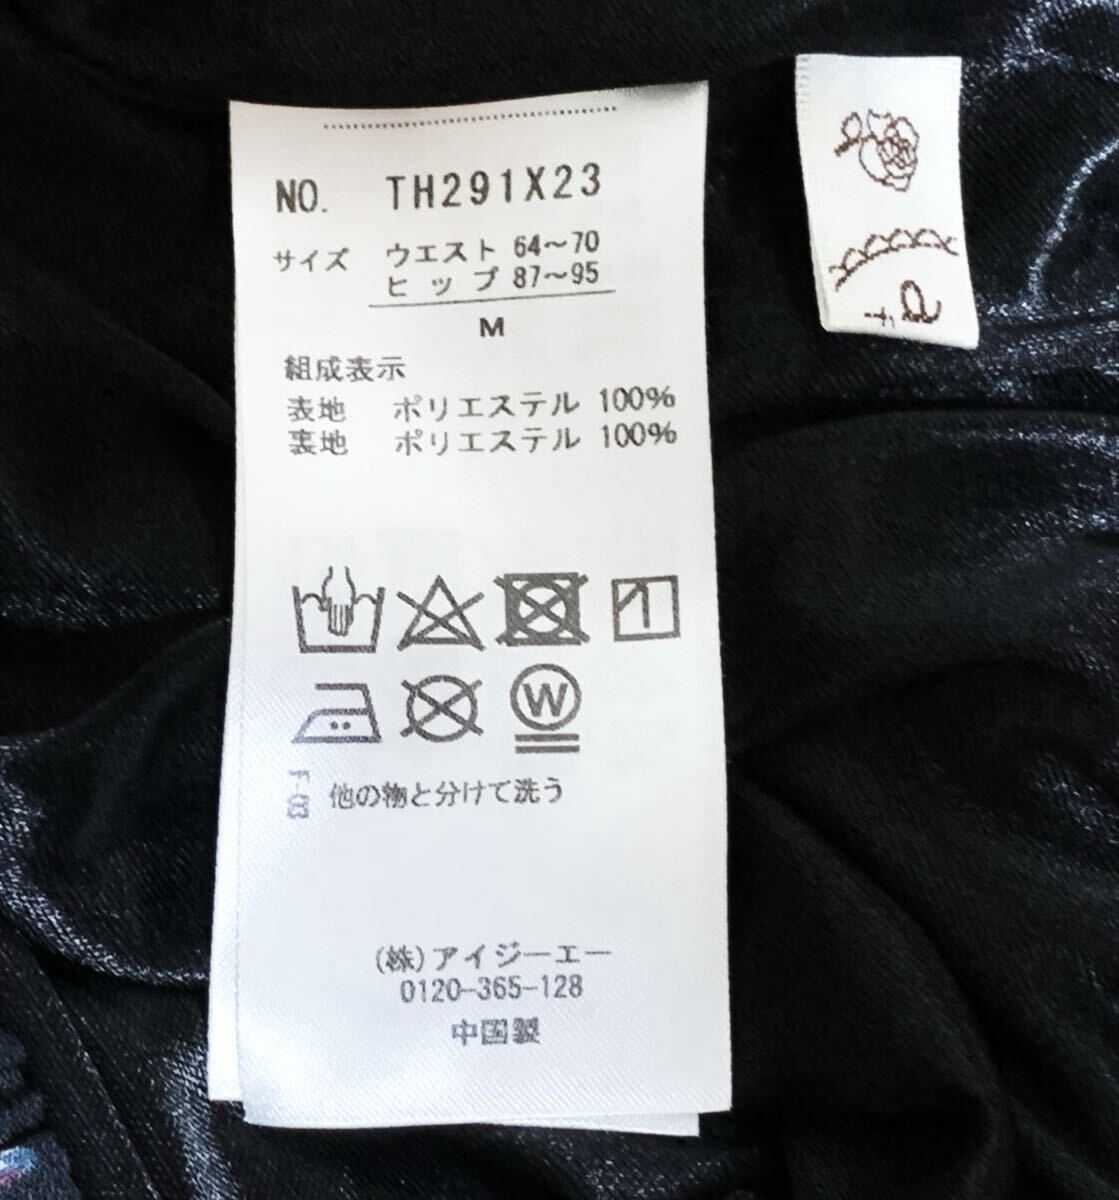 NO. TH291X23
サイズ ウエスト 64〜70
ヒップ 87〜95
M
組成表示
表地 ポリエステル 100%
裏地 ポリエステル 100%
W
他の物と分けて洗う
(株)アイジーエー
0120-365-128
中国製